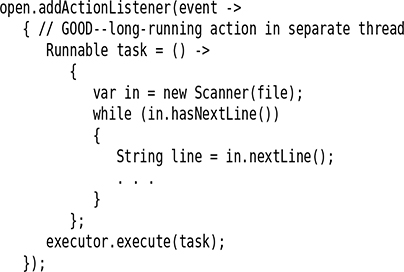 open.addActionListener(event ->
   { // GOOD--long-running action in separate thread
      Runnable task = () ->
         {
            var in = new Scanner(file);
            while (in.hasNextLine())
            {
               String line = in.nextLine();
               . . .
            }
         };
      executor.execute(task);
   });